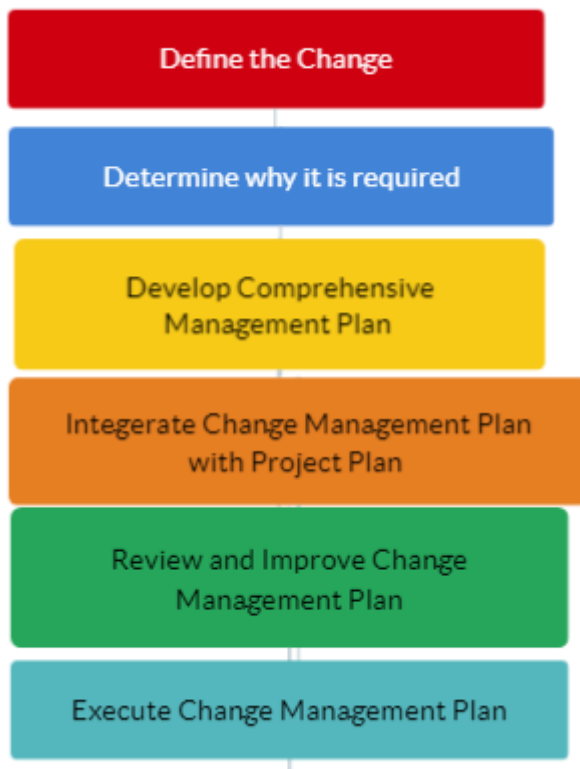 Define the Change
Determine why it is required
Develop Comprehensive
Management Plan
Integerate Change Management Plan
with Project Plan
Review and Improve Change
Management Plan
Execute Change Management Plan